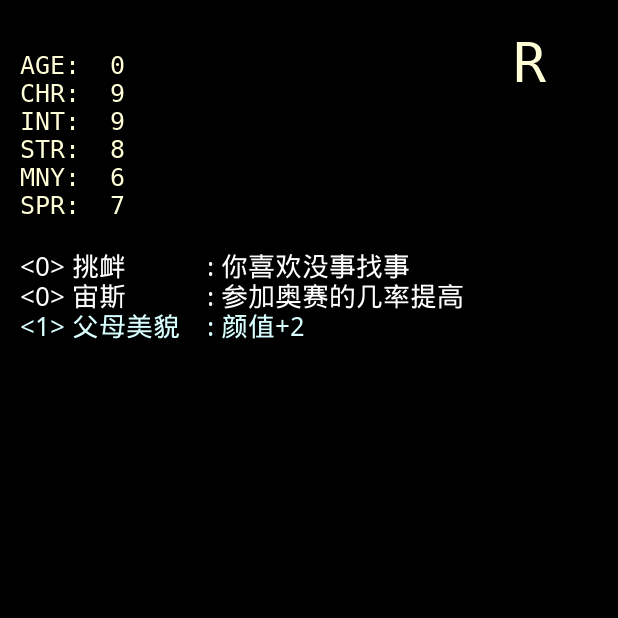 R
AGE: 0
CHR: 9
INT: 9
STR: 8
MNY: 6
SPR: 7
<0> 挑衅 : 你喜欢没事找事
<0> 宙斯 : 参加奥赛的几率提高
<1> 父母美貌 : 颜值+2